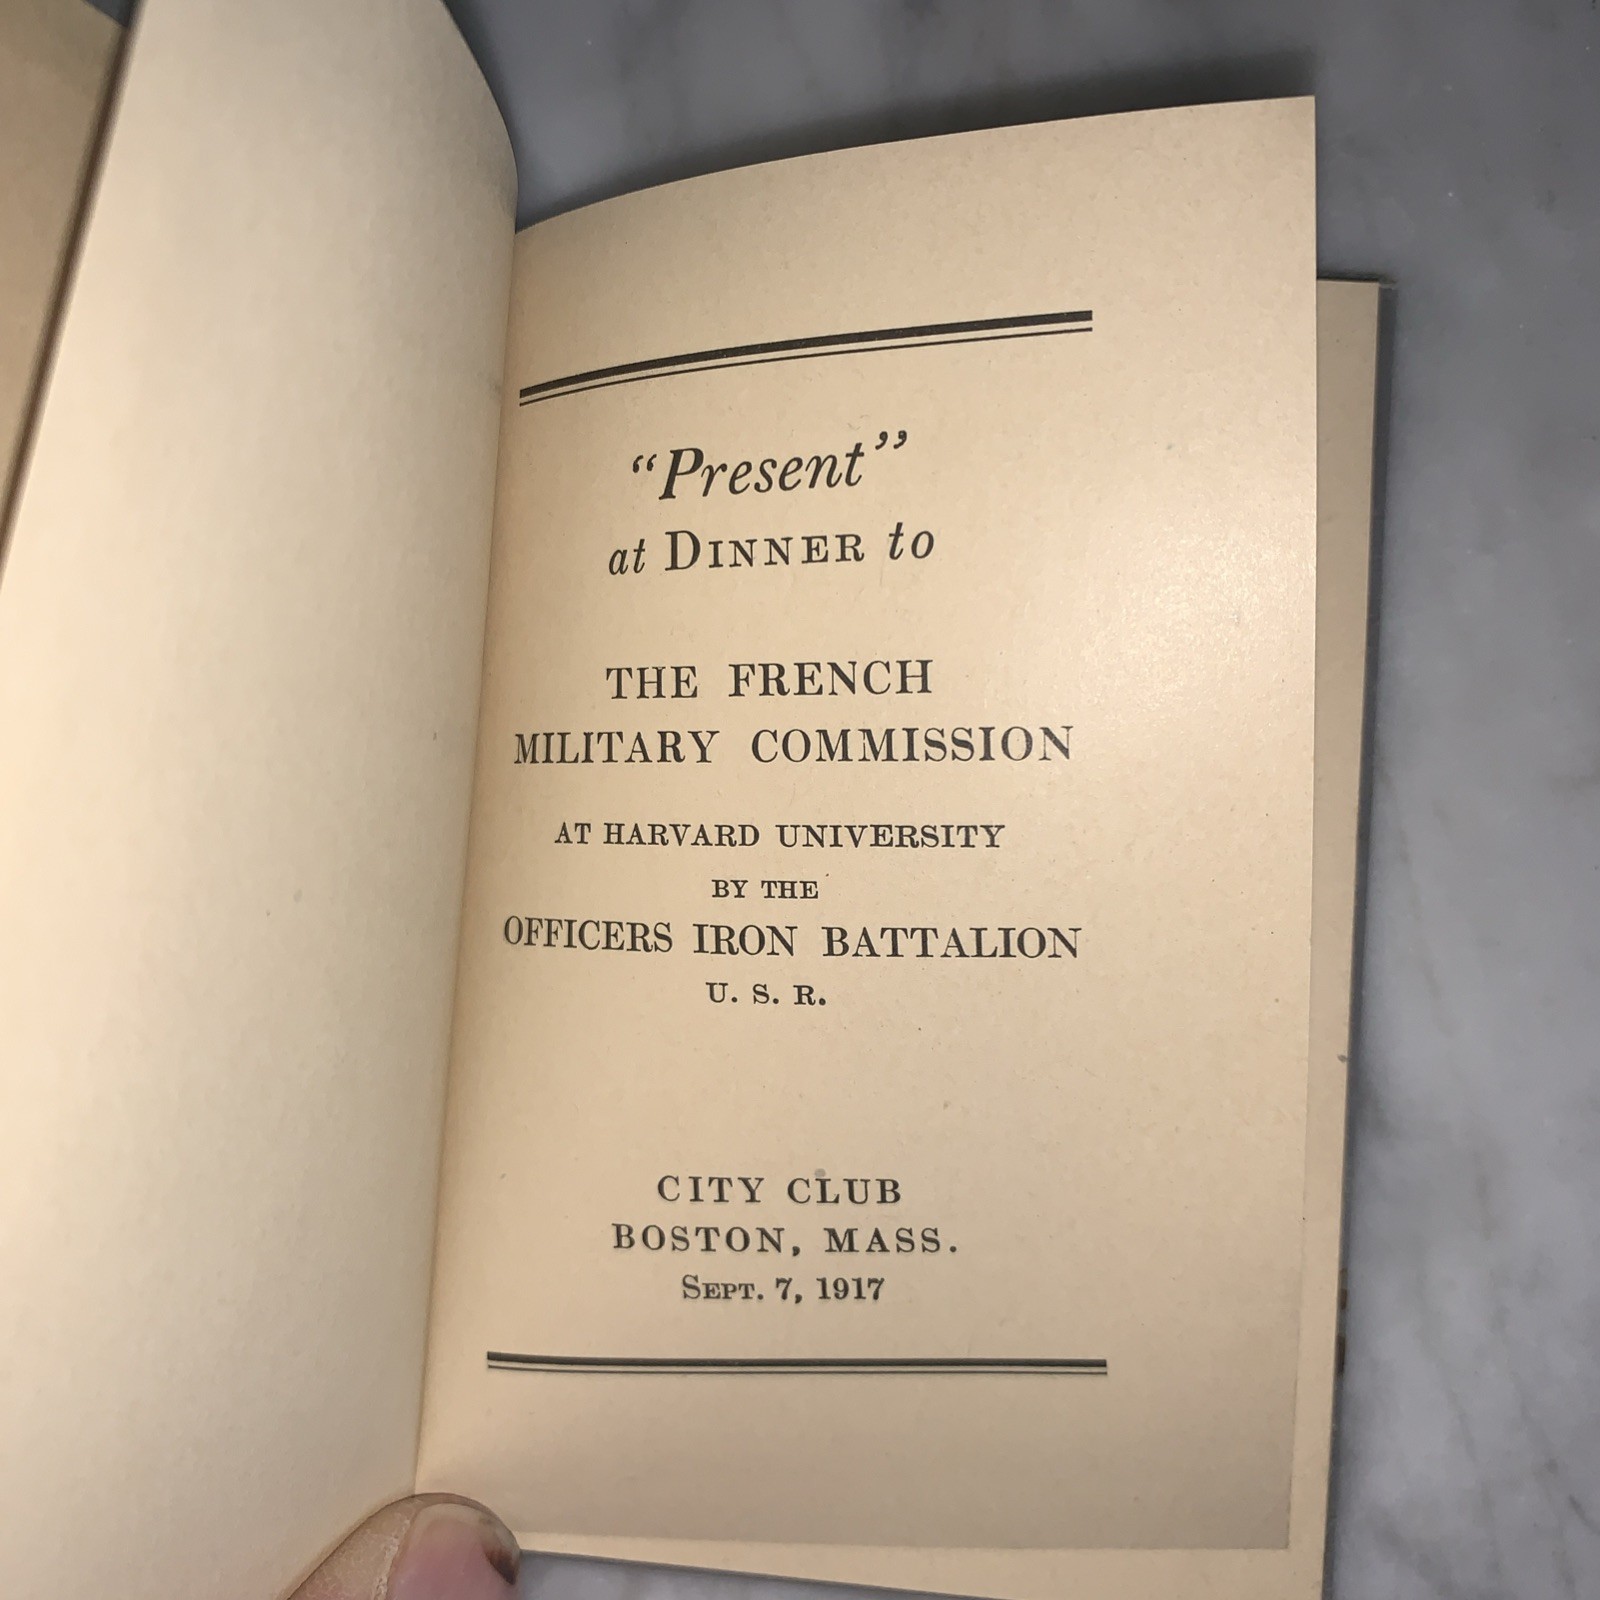 “Present”
at DINNER to
THE FRENCH
MILITARY COMMISSION
AT HARVARD UNIVERSITY
BY THE
OFFICERS IRON BATTALION
U. S. R.
CITY CLUB
BOSTON, MASS.
SEPT. 7, 1917